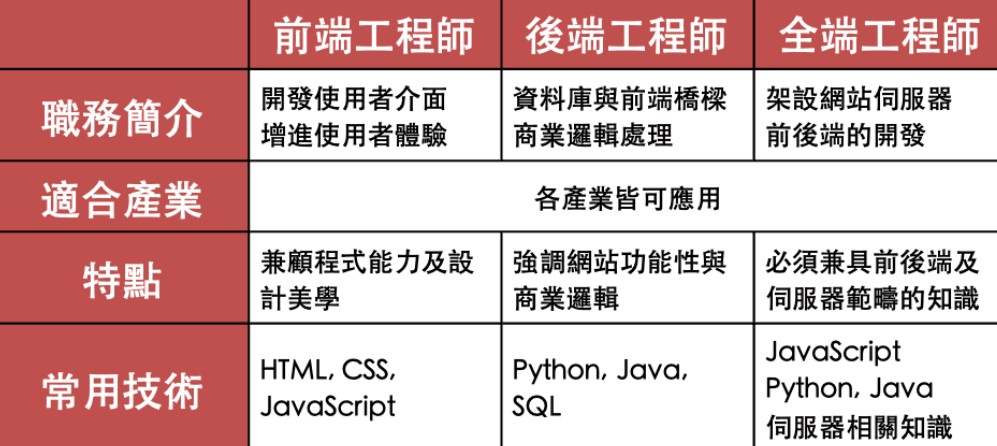 前端工程師
後端工程師
全端工程師
職務簡介
開發使用者介面
增進使用者體驗
資料庫與前端橋樑
商業邏輯處理
架設網站伺服器
前後端的開發
適合產業
各產業皆可應用
特點
兼顧程式能力及設
計美學
強調網站功能性與
商業邏輯
必須兼具前後端及
伺服器範疇的知識
常用技術
HTML, CSS,
JavaScript
Python, Java,
SQL
JavaScript
Python, Java
伺服器相關知識